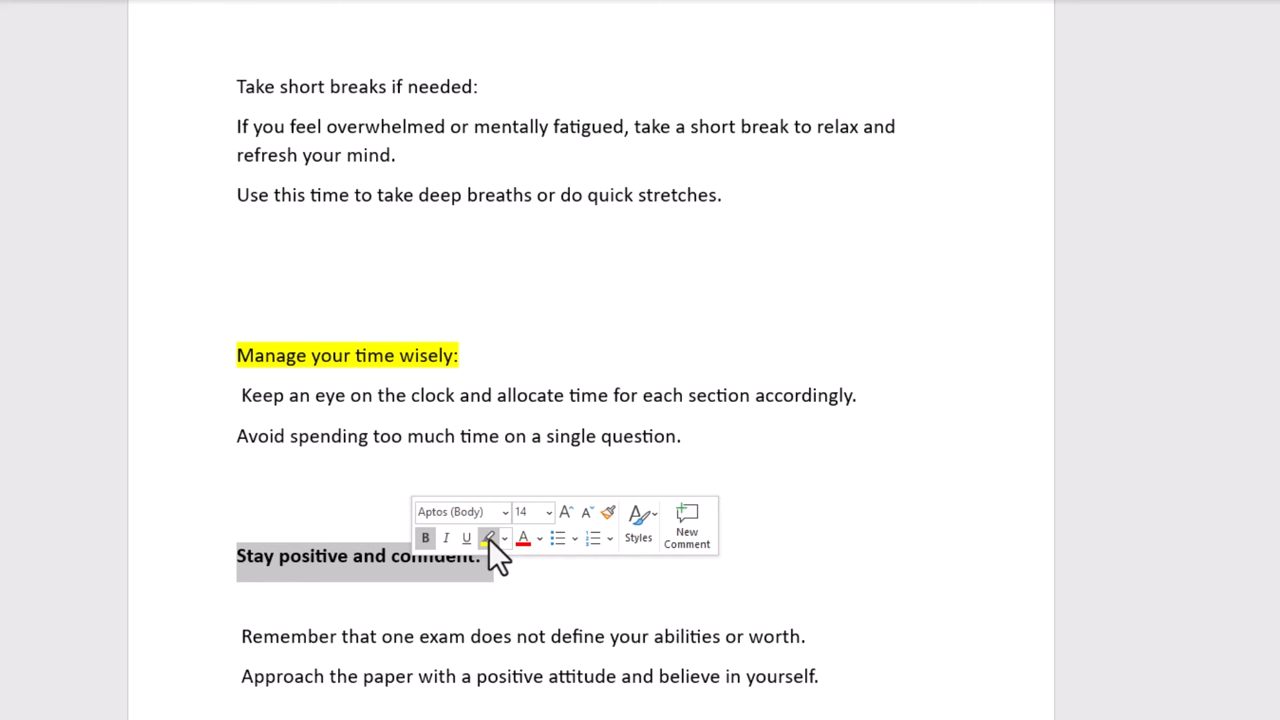 Take short breaks if needed:
If you feel overwhelmed or mentally fatigued, take a short break to relax and
refresh your mind.
Use this time to take deep breaths or do quick stretches.
Manage your time wisely:
Keep an eye on the clock and allocate time for each section accordingly.
Avoid spending too much time on a single question.
Aptos (Body) 14 A A Styles New
Comment
B I U A
Stay positive and confident:
Remember that one exam does not define your abilities or worth.
Approach the paper with a positive attitude and believe in yourself.